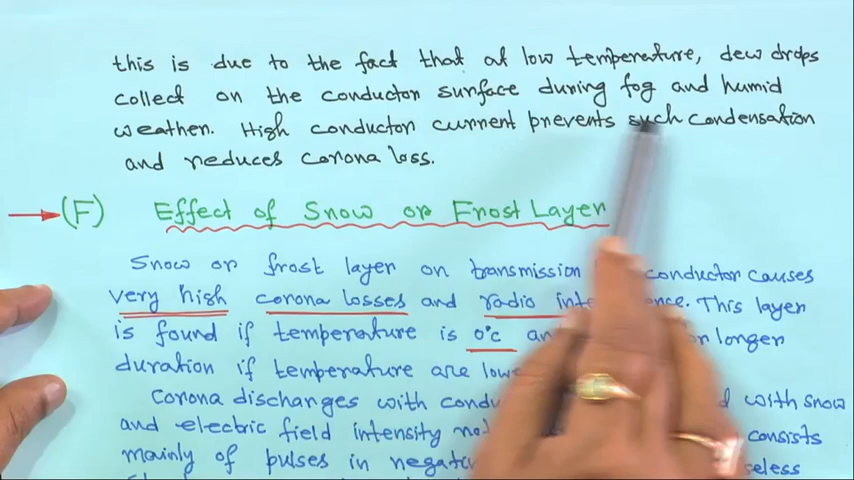 this is due to the fact that at low temperature, dew drops
collect on the conductor surface during fog and humid
weather. High conductor current prevents such condensation
and reduces corona loss.
(F) Effect of Snow or Frost Layer
Snow or frost layer on transmission conductor causes
very high corona losses and radio This layer
is found if temperature is 0°C longer
duration if temperature are
Corona discharges with with snow
and electric field intensity consists
mainly of pulses in